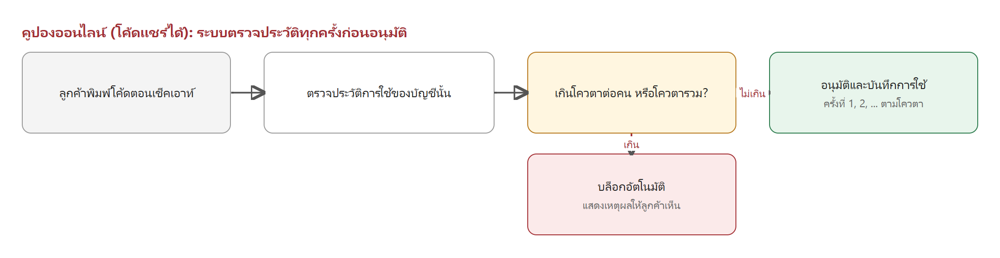 คูปองออนไลน์ (โค้ดแชร์ได้): ระบบตรวจประวัติทุกครั้งก่อนอนุมัติ
ลูกค้าพิมพ์โค้ดตอนเช็คเอาท์
ตรวจประวัติการใช้ของบัญชีนั้น
เกินโควตาต่อคน หรือโควตารวม?
ไม่เกิน
อนุมัติและบันทึกการใช้
ครั้งที่ 1, 2, ... ตามโควตา
เกิน
บล็อกอัตโนมัติ
แสดงเหตุผลให้ลูกค้าเห็น